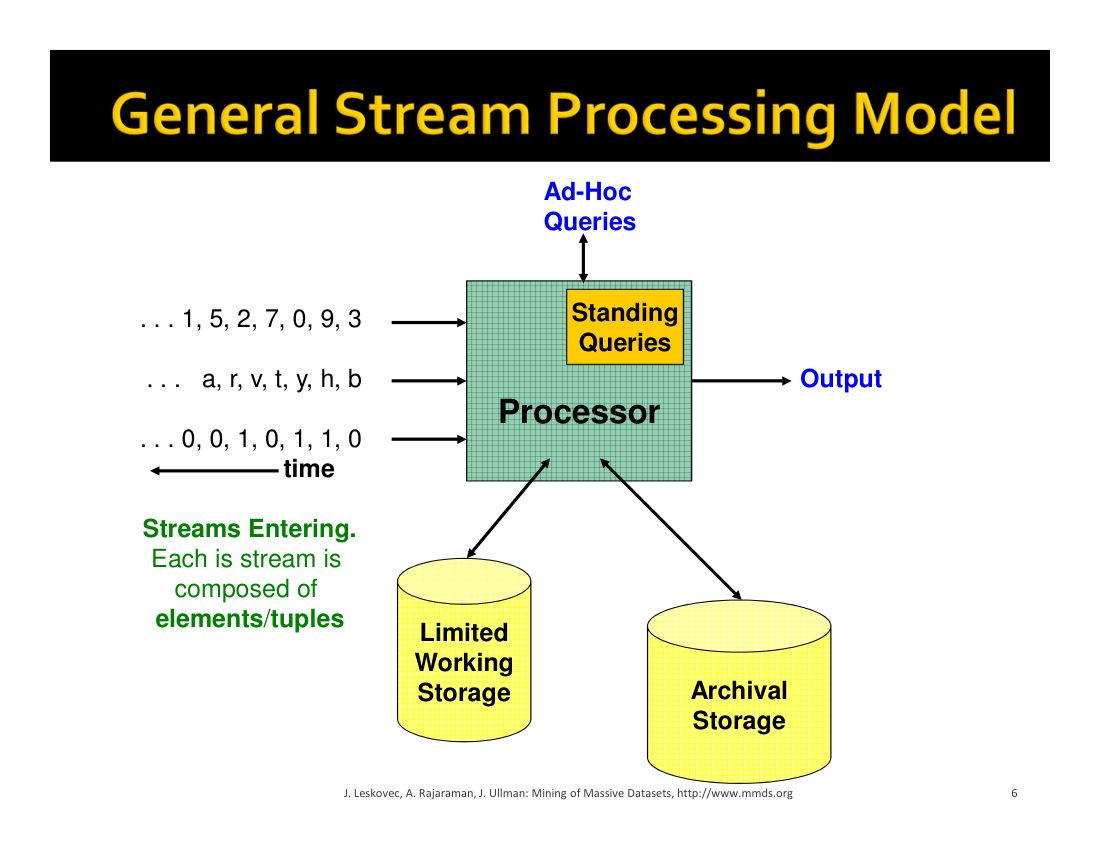 General Stream Processing Model
Ad-Hoc
Queries
. . . 1, 5, 2, 7, 0, 9, 3
. . .   a, r, v, t, y, h, b
. . . 0, 0, 1, 0, 1, 1, 0
time
Streams Entering.
Each is stream is
composed of
elements/tuples
Standing
Queries
Processor
Output
Limited
Working
Storage
Archival
Storage
J. Leskovec, A. Rajaraman, J. Ullman: Mining of Massive Datasets, http://www.mmds.org
6